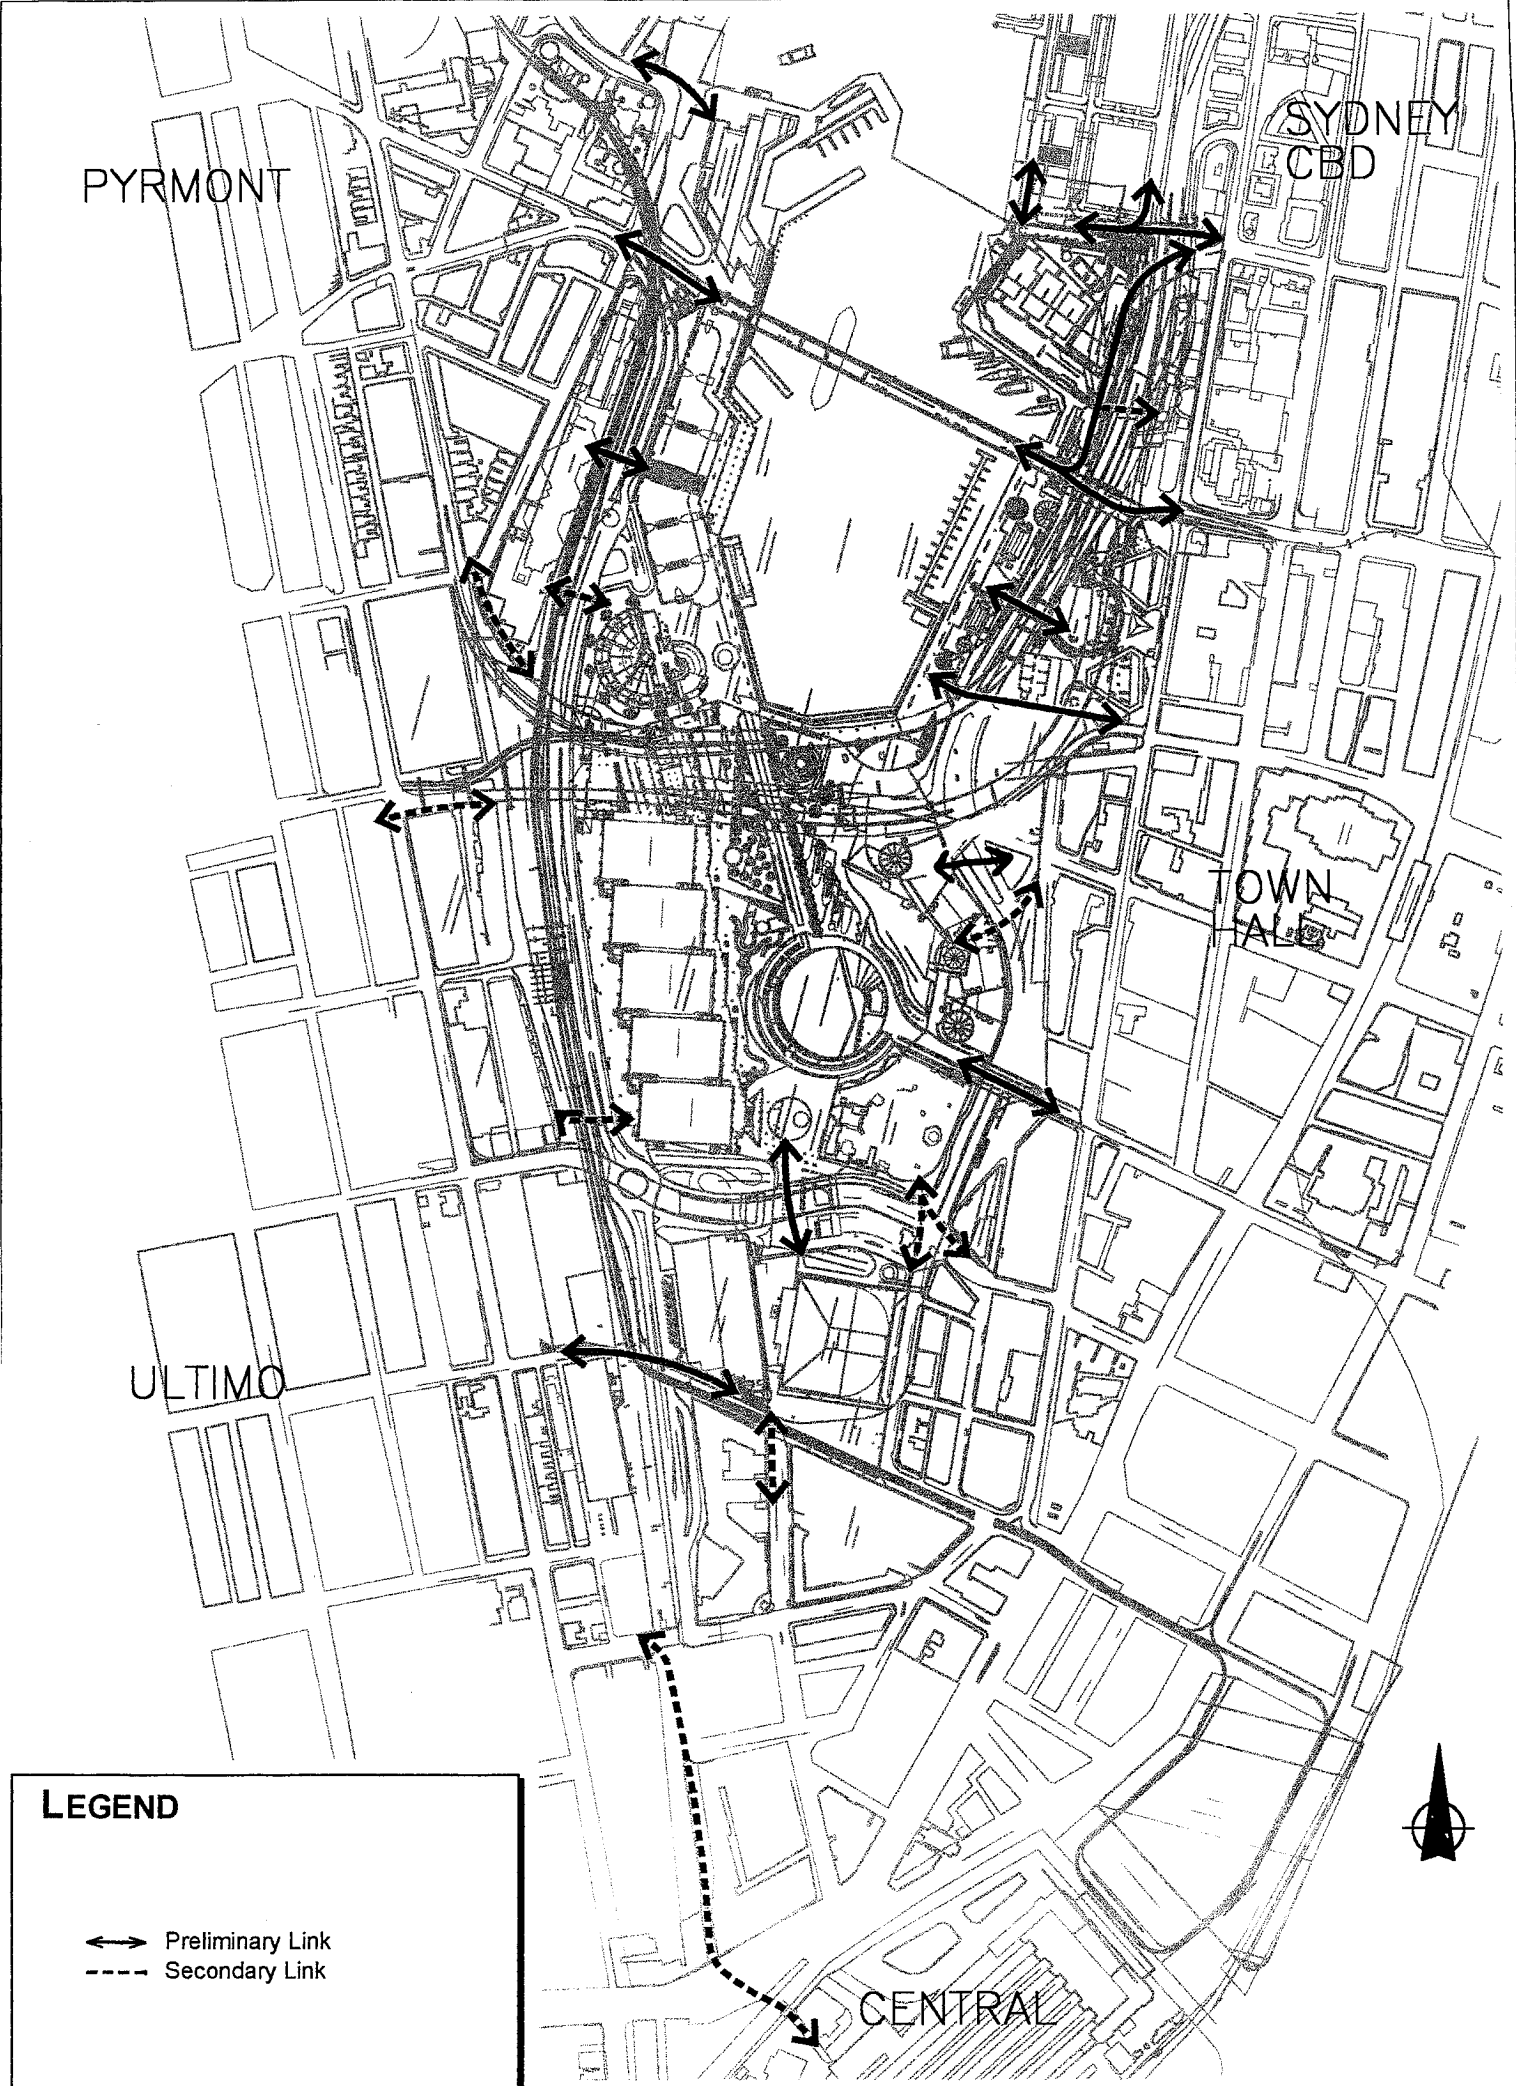 SYDNEY
CBD
PYRMONT
TOWN
HALL
ULTIMO
LEGEND
Preliminary Link
Secondary Link
CENTRAL